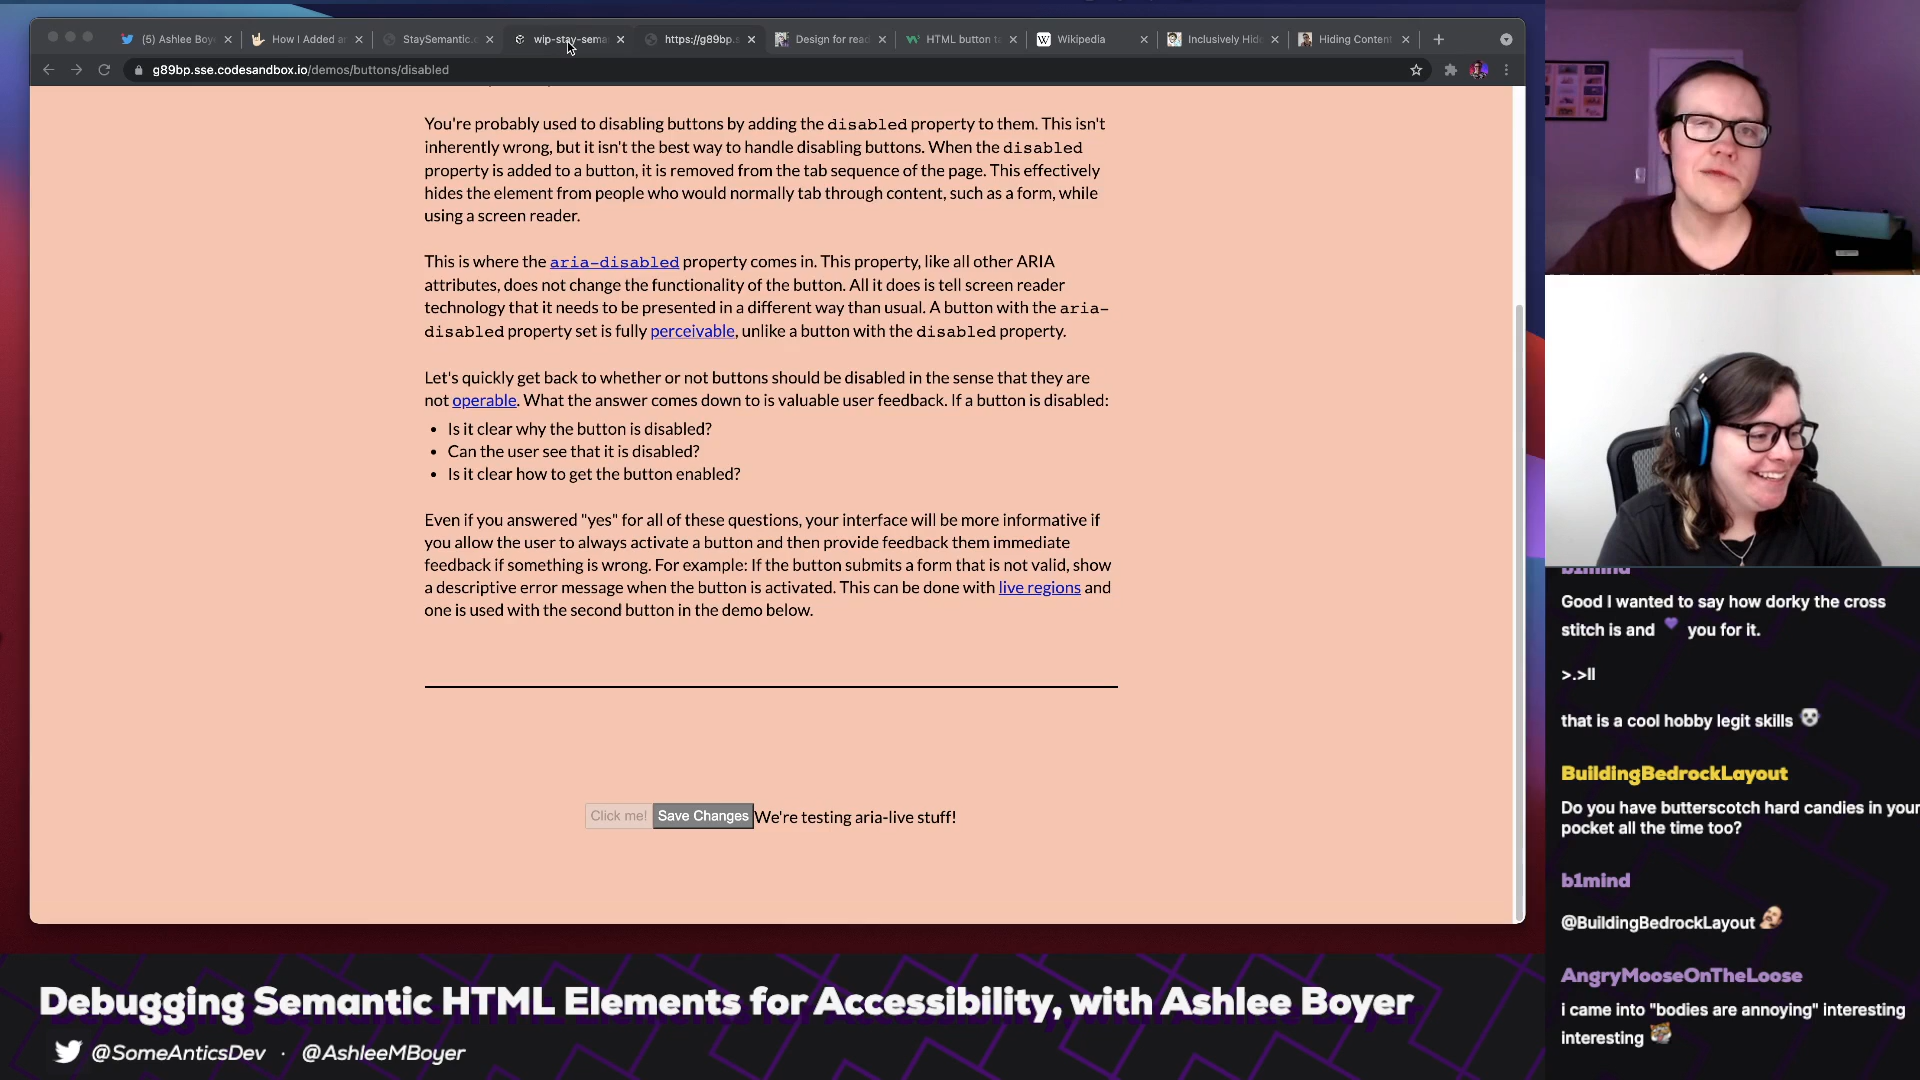 (5) Ashlee Boy
How I Added an
StaySemantic.c
wip-stay-sema
https://g89bp.s
Design for read
HTML button t
Wikipedia
Inclusively Hid
Hiding Content
g89bp.sse.codesandbox.io/demos/buttons/disabled
You're probably used to disabling buttons by adding the disabled property to them. This isn't
inherently wrong, but it isn't the best way to handle disabling buttons. When the disabled
property is added to a button, it is removed from the tab sequence of the page. This effectively
hides the element from people who would normally tab through content, such as a form, while
using a screen reader.
This is where the aria-disabled property comes in. This property, like all other ARIA
attributes, does not change the functionality of the button. All it does is tell screen reader
technology that it needs to be presented in a different way than usual. A button with the aria-
disabled property set is fully perceivable, unlike a button with the disabled property.
Let's quickly get back to whether or not buttons should be disabled in the sense that they are
not operable. What the answer comes down to is valuable user feedback. If a button is disabled:
• Is it clear why the button is disabled?
• Can the user see that it is disabled?
• Is it clear how to get the button enabled?
Even if you answered "yes" for all of these questions, your interface will be more informative if
you allow the user to always activate a button and then provide feedback them immediate
feedback if something is wrong. For example: If the button submits a form that is not valid, show
a descriptive error message when the button is activated. This can be done with live regions and
one is used with the second button in the demo below.
Click me! Save Changes We're testing aria-live stuff!
b1mind
Good I wanted to say how dorky the cross
stitch is and 💜 you for it.
>.>ll
that is a cool hobby legit skills
BuildingBedrockLayout
Do you have butterscotch hard candies in your
pocket all the time too?
b1mind
@BuildingBedrockLayout
AngryMooseOnTheLoose
i came into "bodies are annoying" interesting
interesting
Debugging Semantic HTML Elements for Accessibility, with Ashlee Boyer
@SomeAnticsDev · @AshleeMBoyer